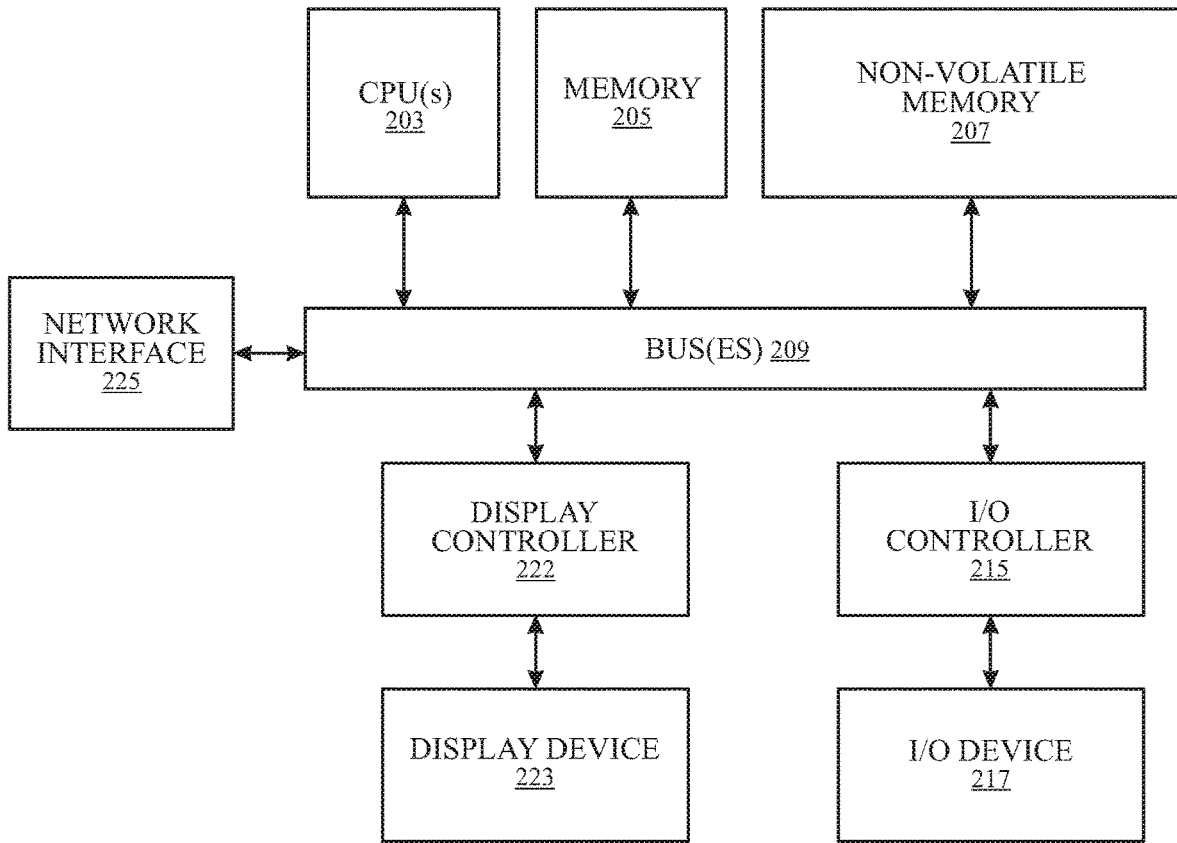 CPU(s)
203
MEMORY
205
NON-VOLATILE
MEMORY
207
NETWORK
INTERFACE
225
BUS(ES) 209
DISPLAY
CONTROLLER
222
I/O
CONTROLLER
215
DISPLAY DEVICE
223
I/O DEVICE
217